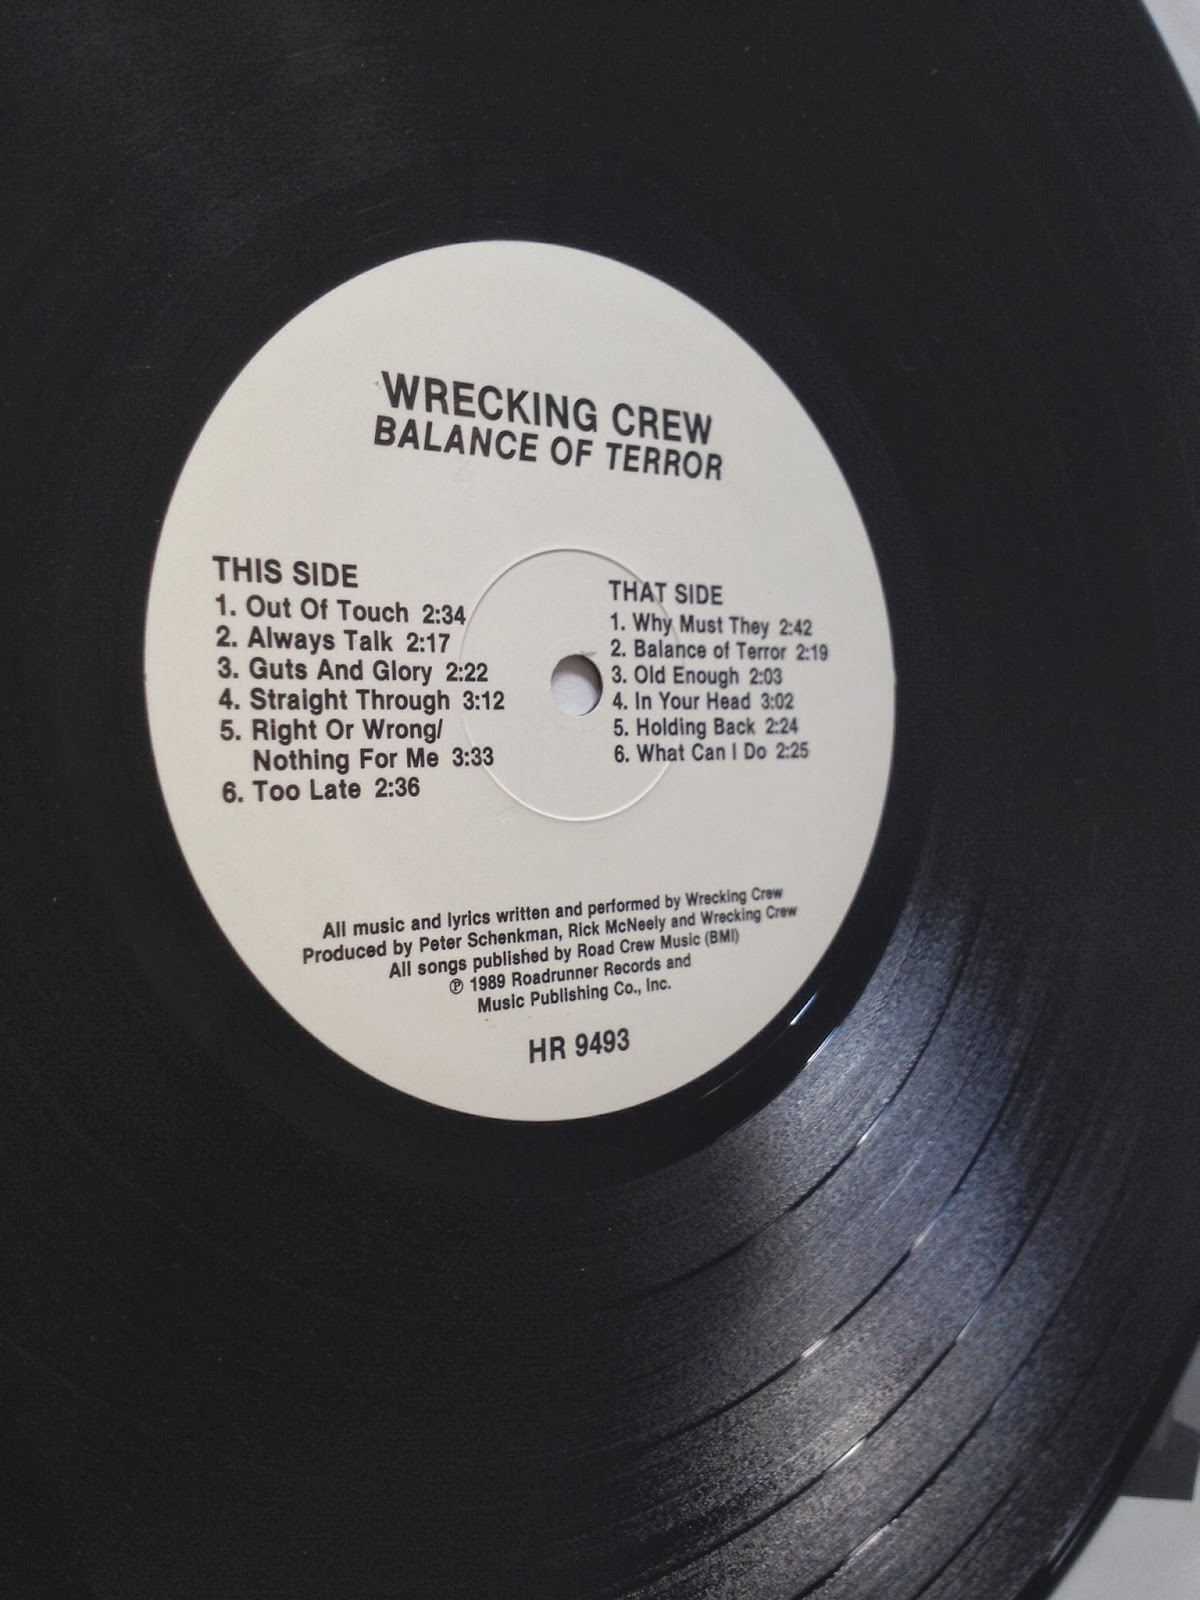 WRECKING CREW
BALANCE OF TERROR
THIS SIDE
1. Out Of Touch 2:34
2. Always Talk 2:17
3. Guts And Glory 2:22
4. Straight Through 3:12
5. Right Or Wrong/
Nothing For Me 3:33
6. Too Late 2:36
THAT SIDE
1. Why Must They 2:42
2. Balance of Terror 2:19
3. Old Enough 2:03
4. In Your Head 3:02
5. Holding Back 2:24
6. What Can I Do 2:25
All music and lyrics written and performed by Wrecking Crew
Produced by Peter Schenkman, Rick McNeely and Wrecking Crew
All songs published by Road Crew Music (BMI)
℗ 1989 Roadrunner Records and
Music Publishing Co., Inc.
HR 9493